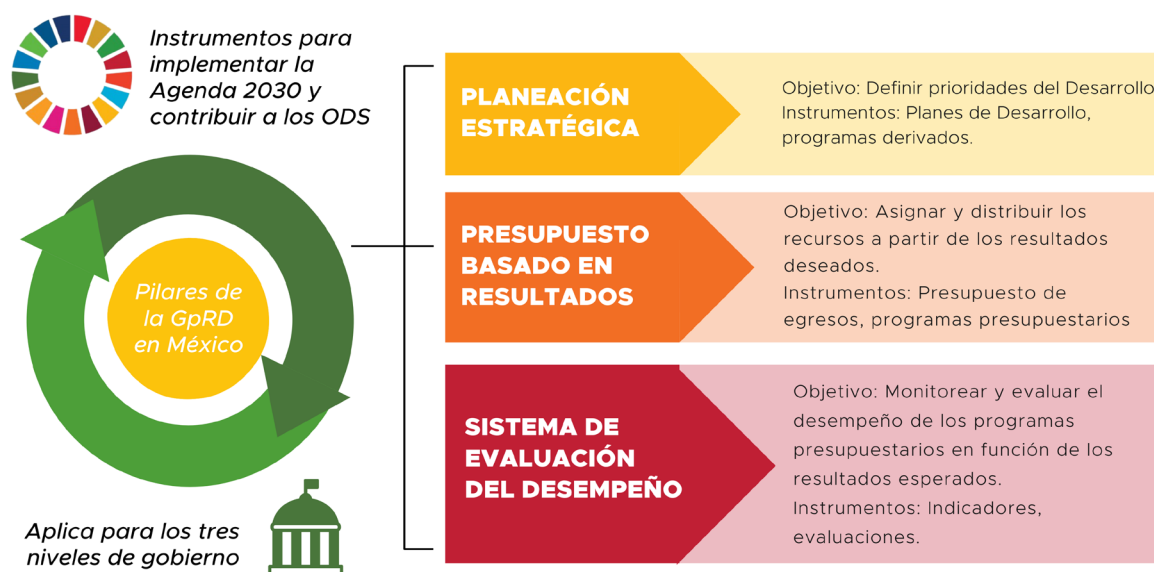 Instrumentos para
implementar la
Agenda 2030 y
contribuir a los ODS
Pilares de
la GpRD
en México
Aplica para los tres
niveles de gobierno
PLANEACIÓN
ESTRATÉGICA
Objetivo: Definir prioridades del Desarrollo
Instrumentos: Planes de Desarrollo,
programas derivados.
PRESUPUESTO
BASADO EN
RESULTADOS
Objetivo: Asignar y distribuir los
recursos a partir de los resultados
deseados.
Instrumentos: Presupuesto de
egresos, programas presupuestarios
SISTEMA DE
EVALUACIÓN
DEL DESEMPEÑO
Objetivo: Monitorear y evaluar el
desempeño de los programas
presupuestarios en función de los
resultados esperados.
Instrumentos: Indicadores,
evaluaciones.